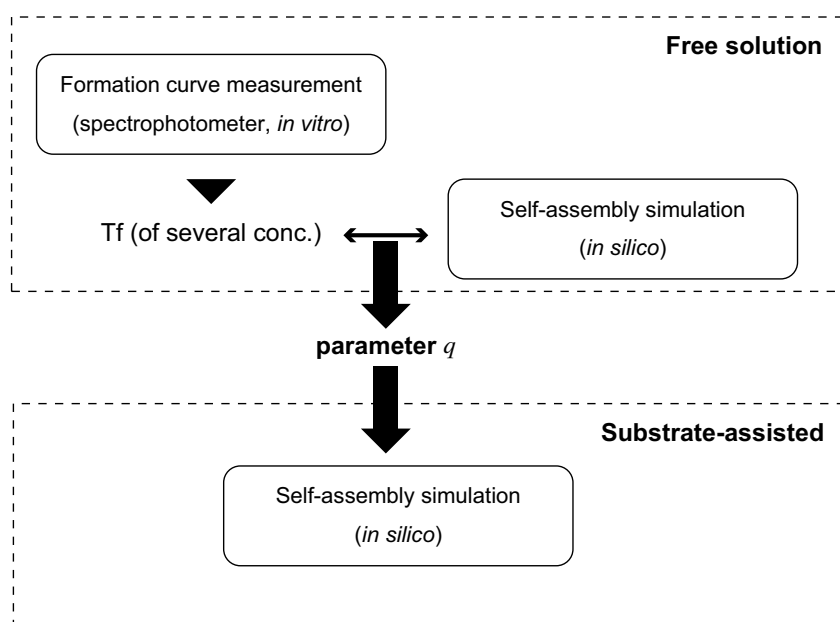 Free solution
Formation curve measurement
(spectrophotometer, in vitro)
Tf (of several conc.)
Self-assembly simulation
(in silico)
parameter q
Substrate-assisted
Self-assembly simulation
(in silico)